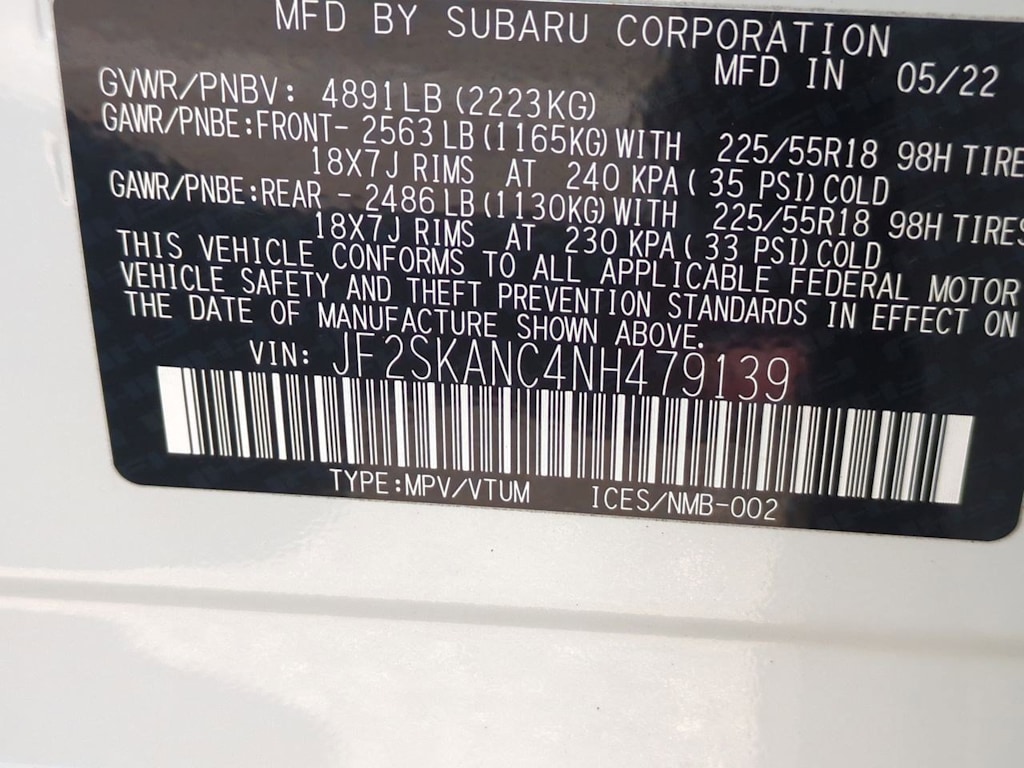 MFD BY SUBARU CORPORATION
MFD IN 05/22
GVWR/PNBV: 4891LB (2223KG)
GAWR/PNBE:FRONT- 2563 LB (1165KG) WITH 225/55R18 98H TIRE
18X7J RIMS AT 240 KPA ( 35 PSI) COLD
GAWR/PNBE:REAR - 2486 LB (1130KG) WITH 225/55R18 98H TIRES
18X7J RIMS AT 230 KPA ( 33 PSI) COLD
THIS VEHICLE CONFORMS TO ALL APPLICABLE FEDERAL MOTOR
VEHICLE SAFETY AND THEFT PREVENTION STANDARDS IN EFFECT ON
THE DATE OF MANUFACTURE SHOWN ABOVE.
VIN: JF2SKANC4NH479139
TYPE:MPV/VTUM ICES/NMB-002